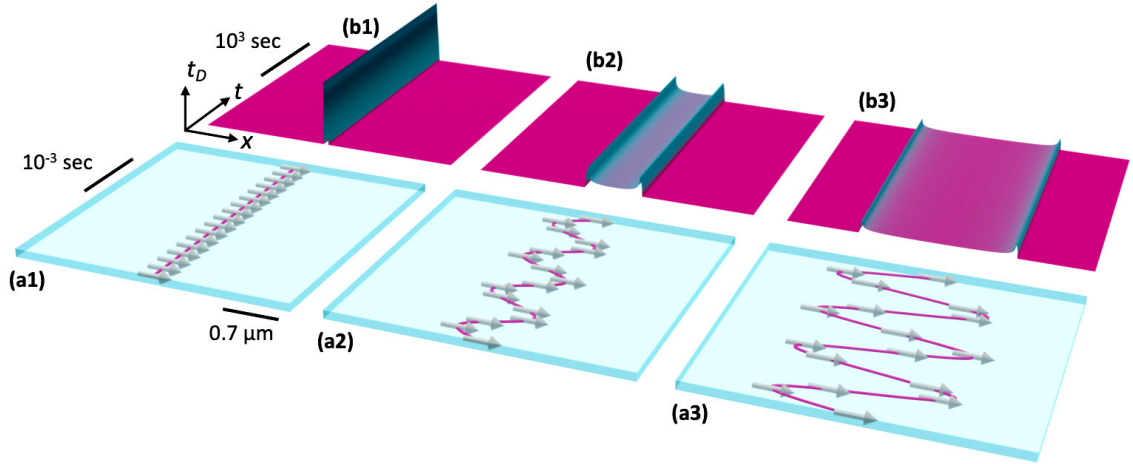 (b1)
10³ sec
(b2)
t_D
t
(b3)
x
10⁻³ sec
(a1)
0.7 μm
(a2)
(a3)